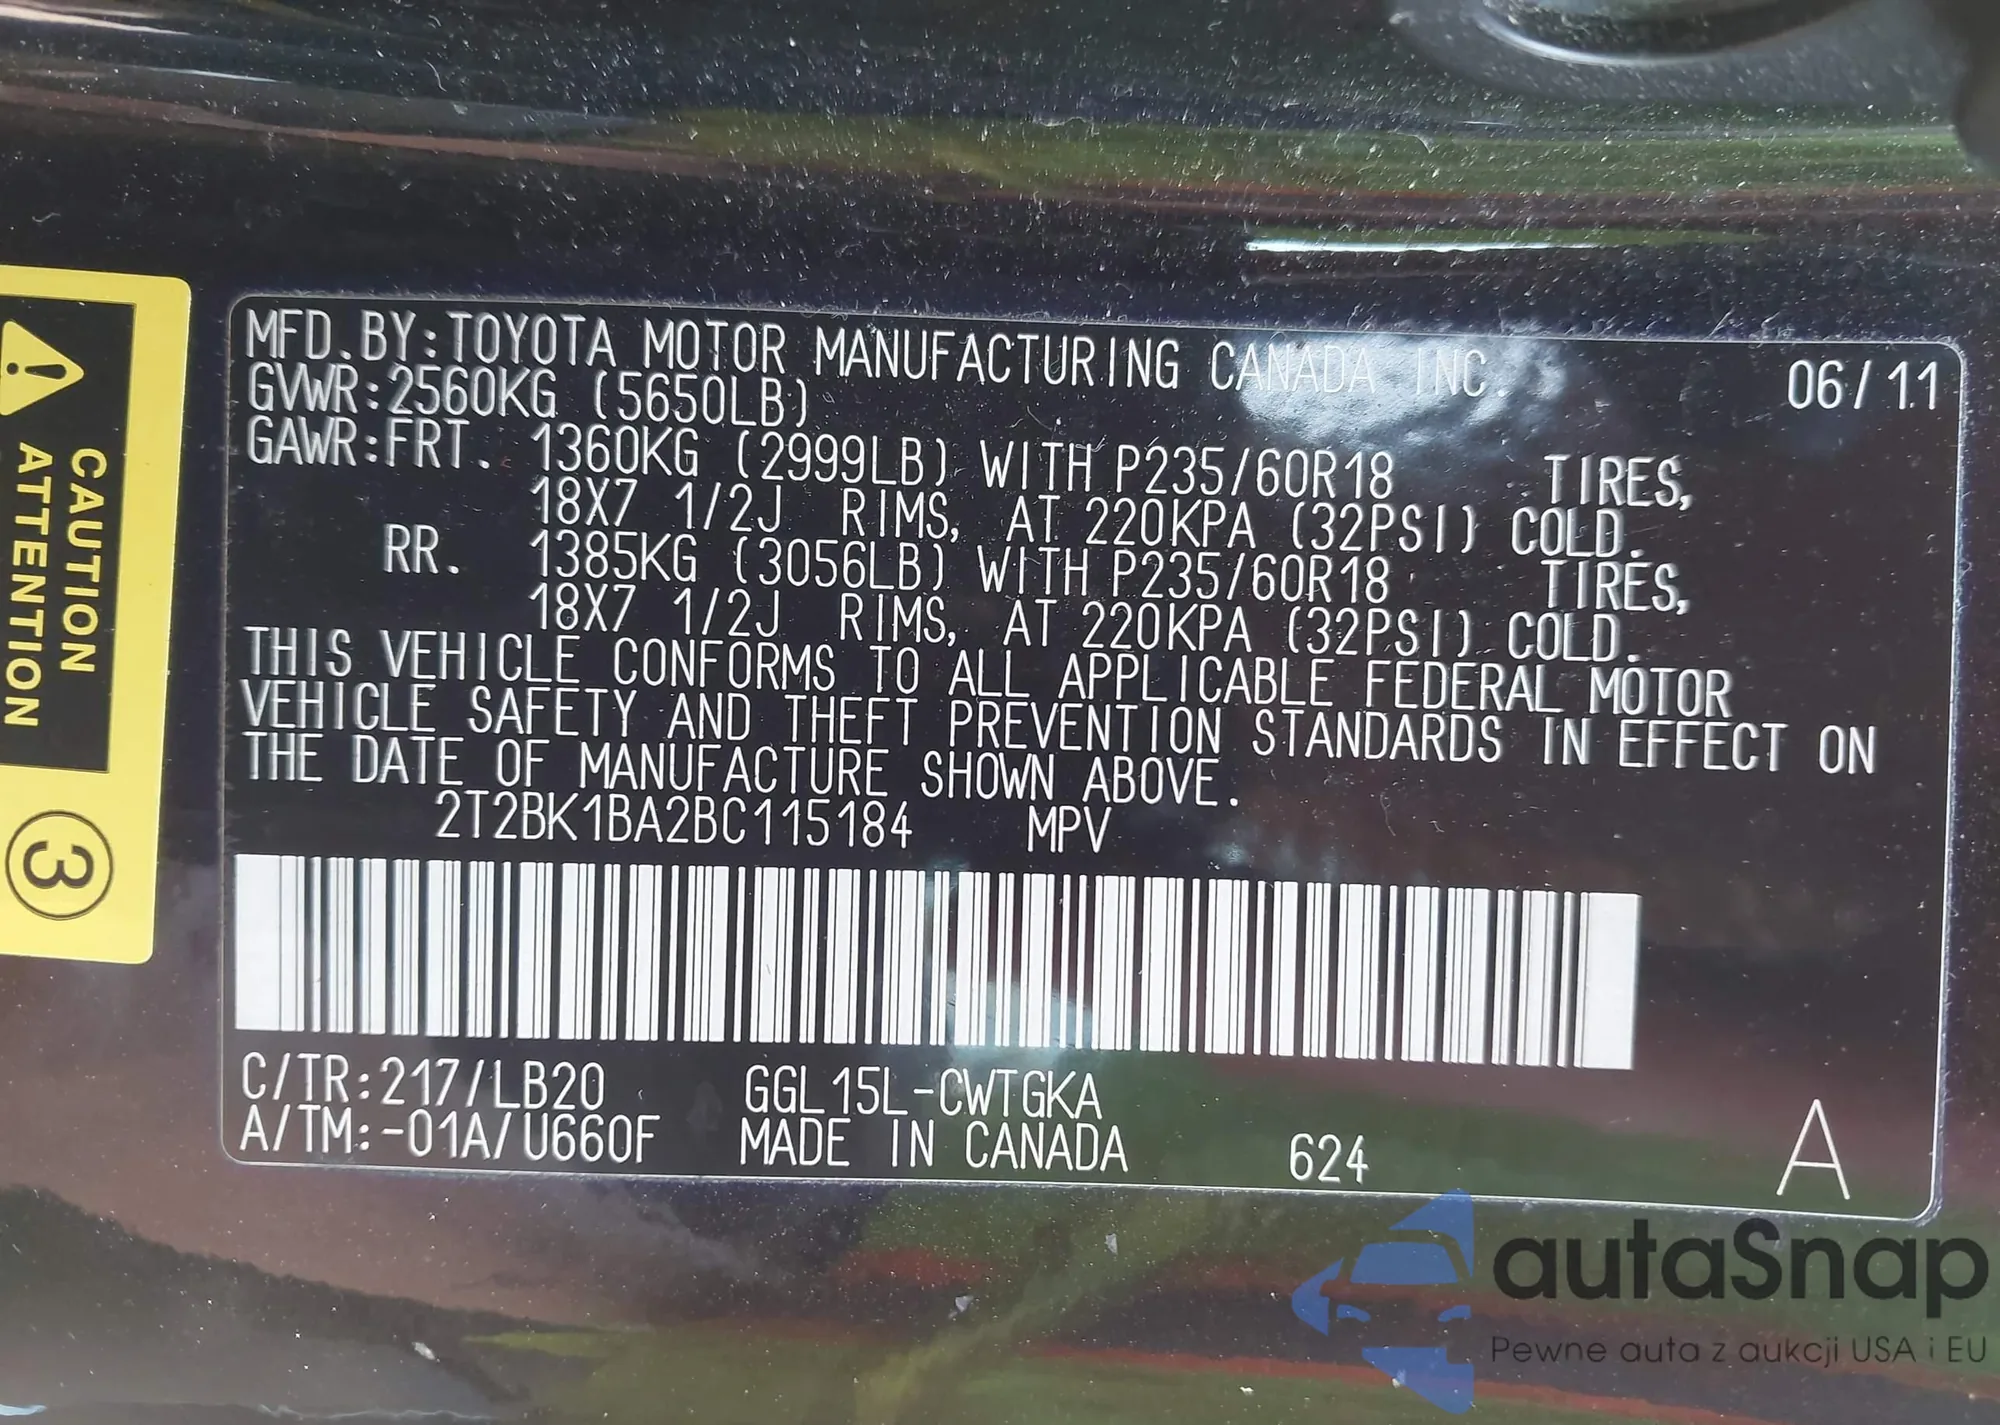 CAUTION
ATTENTION
3
MFD.BY:TOYOTA MOTOR MANUFACTURING CANADA INC. 06/11
GVWR:2560KG (5650LB)
GAWR:FRT. 1360KG (2999LB) WITH P235/60R18 TIRES,
18X7 1/2J RIMS, AT 220KPA (32PSI) COLD.
RR. 1385KG (3056LB) WITH P235/60R18 TIRES,
18X7 1/2J RIMS, AT 220KPA (32PSI) COLD.
THIS VEHICLE CONFORMS TO ALL APPLICABLE FEDERAL MOTOR
VEHICLE SAFETY AND THEFT PREVENTION STANDARDS IN EFFECT ON
THE DATE OF MANUFACTURE SHOWN ABOVE.
2T2BK1BA2BC115184 MPV
C/TR:217/LB20 GGL15L-CWTGKA
A/TM:-01A/U660F MADE IN CANADA 624 A
autaSnap
Pewne auta z aukcji USA i EU